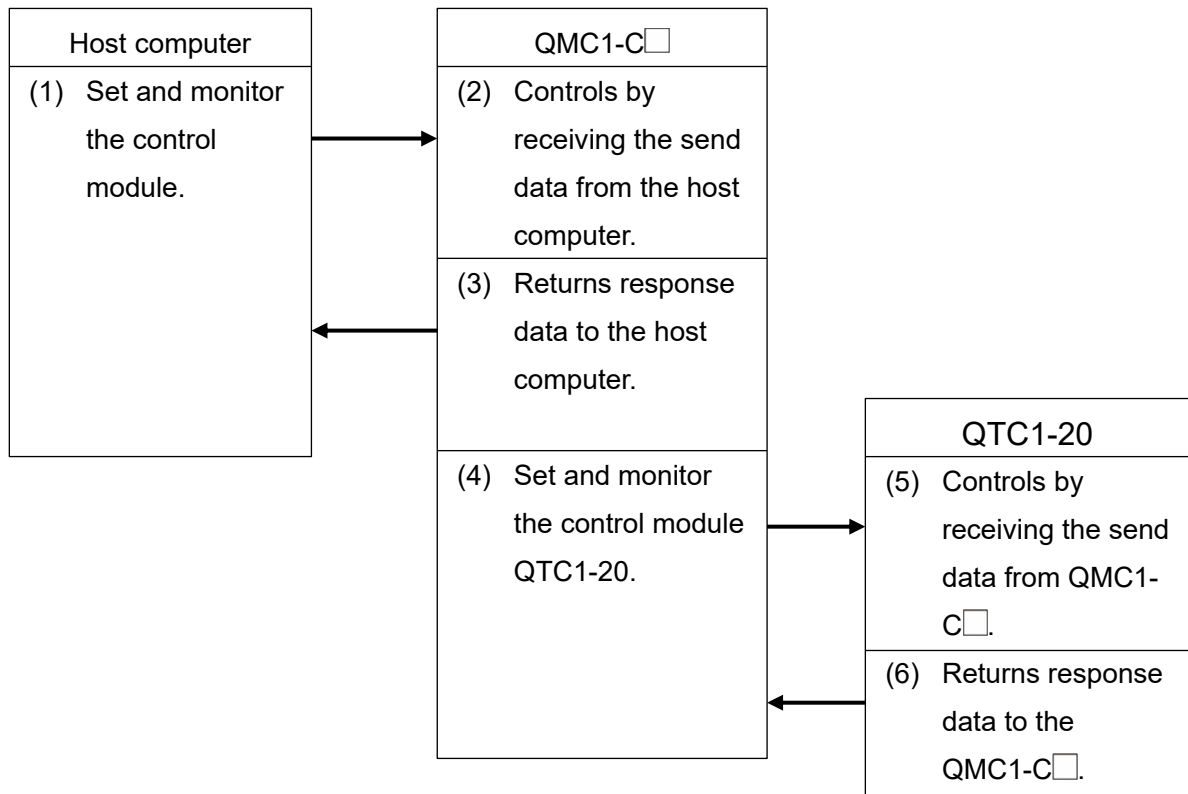 Host computer
(1) Set and monitor
the control
module.
QMC1-C□
(2) Controls by
receiving the send
data from the host
computer.
(3) Returns response
data to the host
computer.
(4) Set and monitor
the control module
QTC1-20.
QTC1-20
(5) Controls by
receiving the send
data from QMC1-
C□.
(6) Returns response
data to the
QMC1-C□.